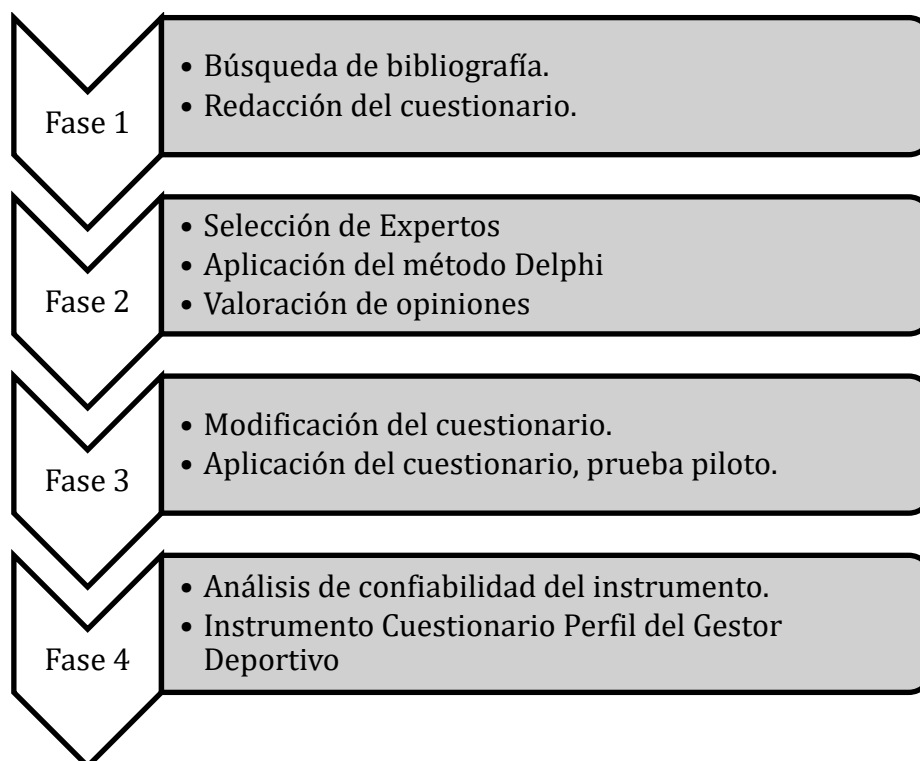 Fase 1
• Búsqueda de bibliografía.
• Redacción del cuestionario.
Fase 2
• Selección de Expertos
• Aplicación del método Delphi
• Valoración de opiniones
Fase 3
• Modificación del cuestionario.
• Aplicación del cuestionario, prueba piloto.
Fase 4
• Análisis de confiabilidad del instrumento.
• Instrumento Cuestionario Perfil del Gestor
Deportivo